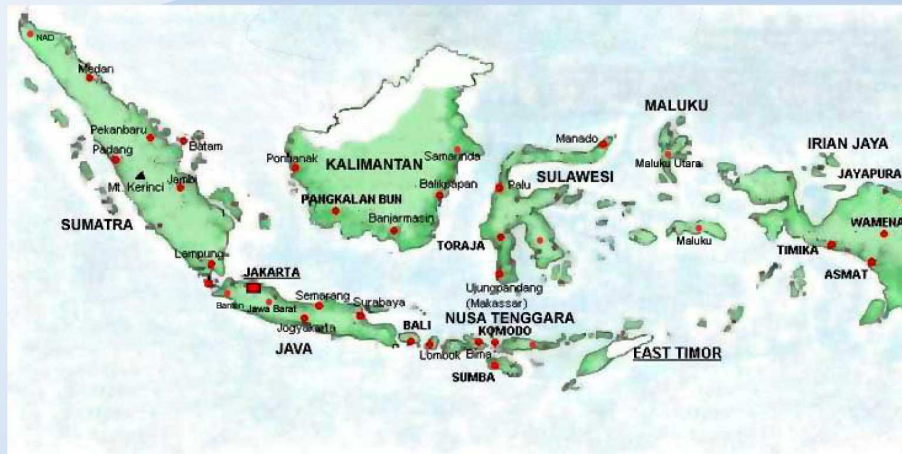 NAD
Medan
MALUKU
Pekanbaru
Batam
Manado
IRIAN JAYA
Padang
Pontianak
KALIMANTAN
Samarinda
Maluku Utara
JAYAPURA
Mt. Kerinci
Jambi
Balikpapan
Palu
SULAWESI
PANGKALAN BUN
SUMATRA
Banjarmasin
TORAJA
Maluku
WAMENA
TIMIKA
Lampung
ASMAT
JAKARTA
Ujungpandang
(Makassar)
Banten
Jawa Barat
Semarang
Surabaya
NUSA TENGGARA
Jogyakarta
BALI
KOMODO
JAVA
Lombok
Bima
EAST TIMOR
SUMBA